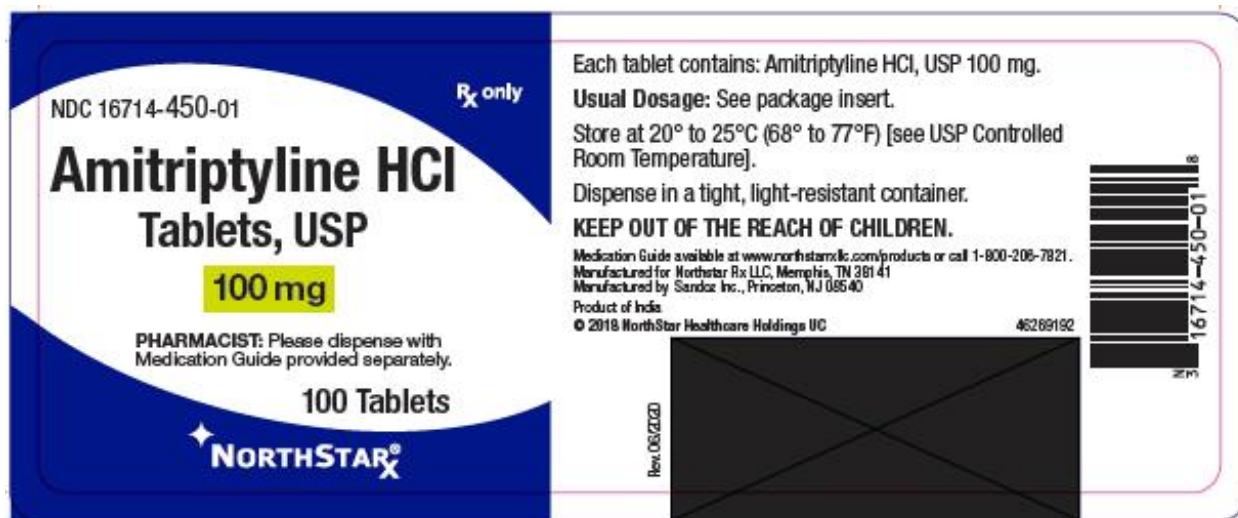 NDC 16714-450-01
Rx only
Amitriptyline HCl
Tablets, USP
100 mg
PHARMACIST: Please dispense with
Medication Guide provided separately.
100 Tablets
NORTHSTARX®
Each tablet contains: Amitriptyline HCl, USP 100 mg.
Usual Dosage: See package insert.
Store at 20° to 25°C (68° to 77°F) [see USP Controlled
Room Temperature].
Dispense in a tight, light-resistant container.
KEEP OUT OF THE REACH OF CHILDREN.
Medication Guide available at www.northstarrxllc.com/products or call 1-800-206-7821.
Manufactured for Northstar Rx LLC, Memphis, TN 38141
Manufactured by Sandoz Inc., Princeton, NJ 08540
Product of India
© 2018 NorthStar Healthcare Holdings UC
46269192
Rev. 06/2020
N
3 16714-450-01 8